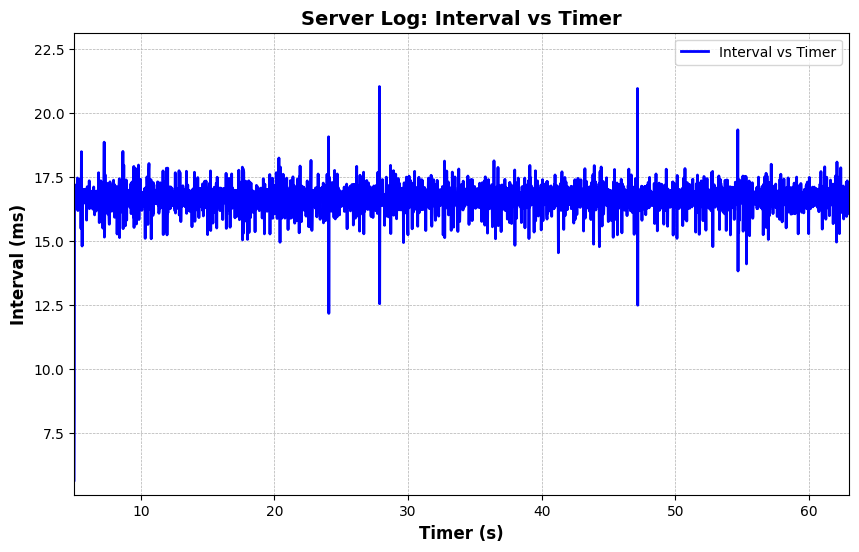 Server Log: Interval vs Timer
Interval vs Timer
22.5
20.0
17.5
15.0
12.5
10.0
7.5
Interval (ms)
10 20 30 40 50 60
Timer (s)